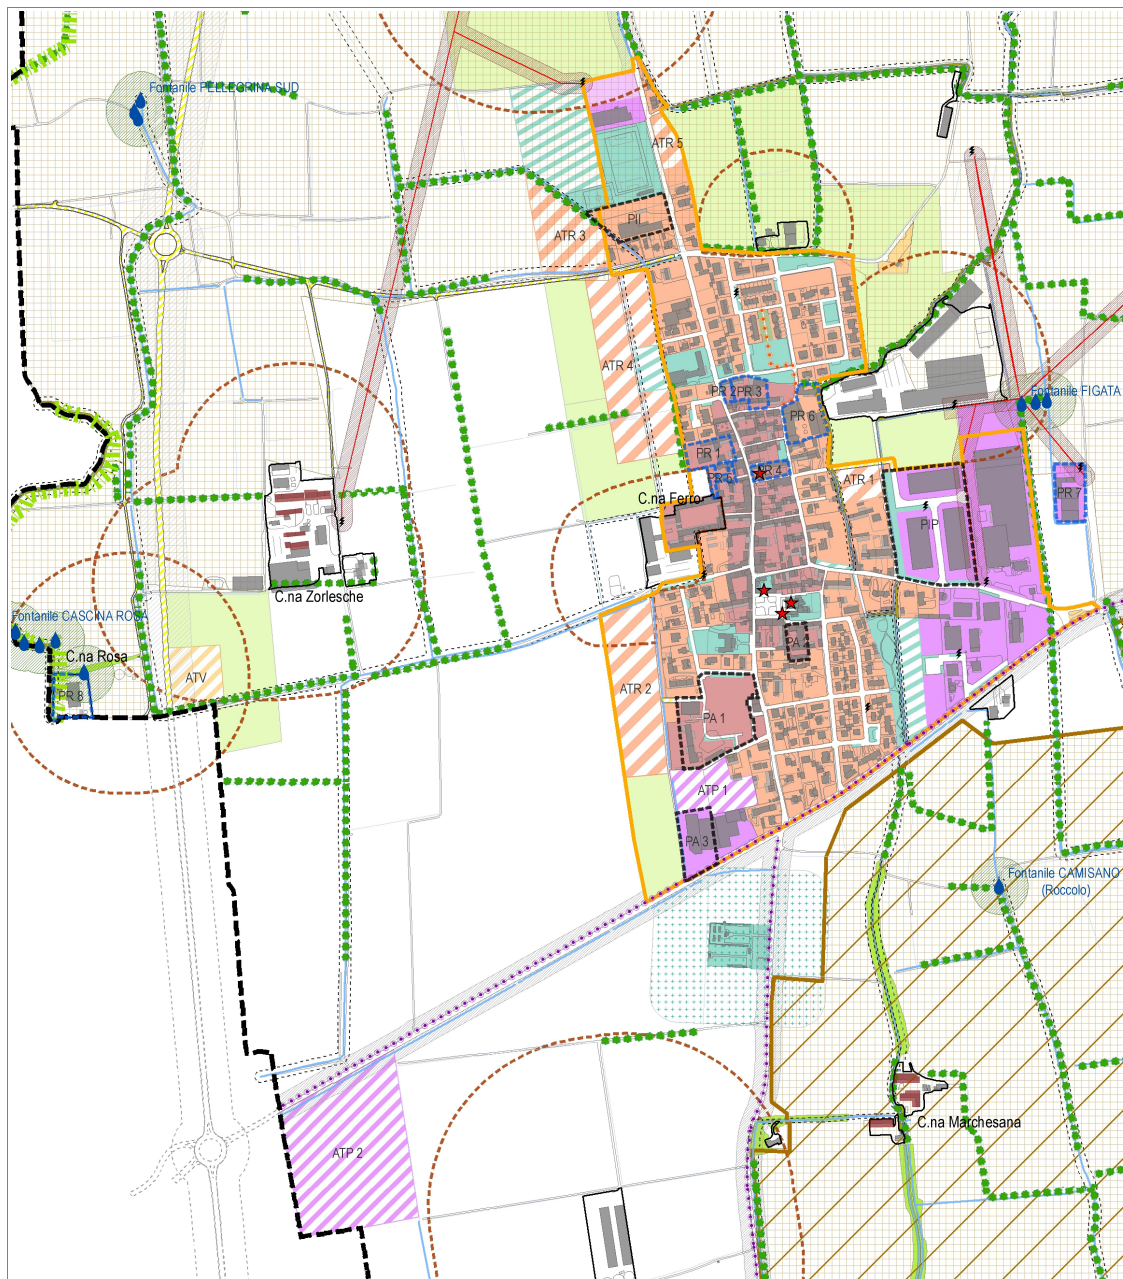 Fontanile PELLEGRINA SUD
ATR 5
PII
ATR 3
ATR 4
PR 2
PR 3
Fontanile FIGATA
PR 6
PR 1
PR 4
PR 5
ATR 1
PR 7
C.na Ferro
PIP
C.na Zorlesche
Fontanile CASCINA ROSA
C.na Rosa
PR 8
ATV
ATR 2
PA 2
PA 1
ATP 1
PA 3
Fontanile CAMISANO
(Roccolo)
C.na Marchesana
ATP 2